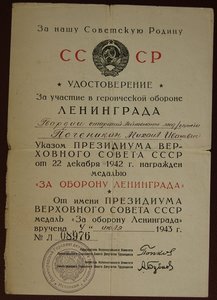 За нашу Советскую Родину
СССР
УДОСТОВЕРЕНИЕ
За участие в героической обороне
ЛЕНИНГРАДА
Михаил
Указом ПРЕЗИДИУМА ВЕР-
ХОВНОГО СОВЕТА СССР
от 22 декабря 1942 г. награжден
медалью
«ЗА ОБОРОНУ ЛЕНИНГРАДА»
От имени ПРЕЗИДИУМА
ВЕРХОВНОГО СОВЕТА СССР
медаль «За оборону Ленинграда»
вручена 1943 г.
№ Л 08976